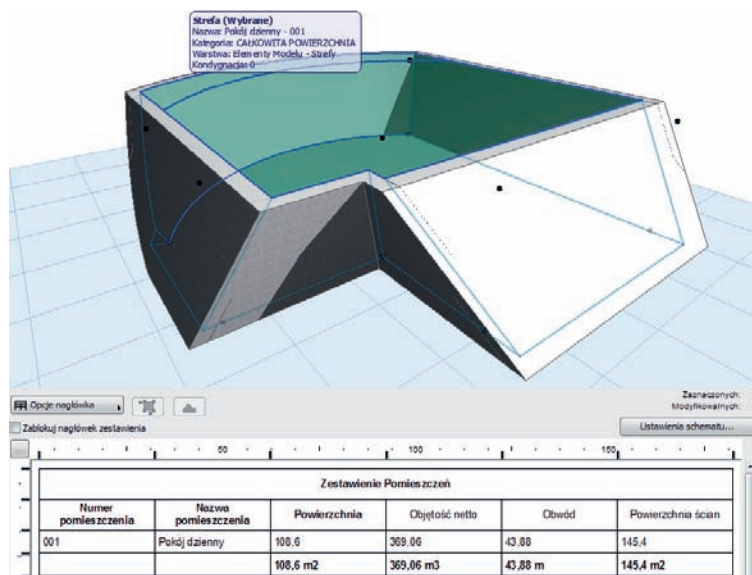 Strefa (Wybrane)
Nazwa: Pokój dzienny - 001
Kategoria: CAŁKOWITA POWIERZCHNIA
Warstwa: Elementy Modelu - Strefy
Kondygnacja: 0
Opcje nagłówka
Zaznaczonych:
Modyfikowalnych:
Zablokuj nagłówek zestawienia
Ustawienia schematu...
50 100 150
Zestawienie Pomieszczeń
Numer pomieszczenia Nazwa pomieszczenia Powierzchnia Objętość netto Obwód Powierzchnia ścian
001 Pokój dzienny 108,6 369,06 43,88 145,4
108,6 m2 369,06 m3 43,88 m 145,4 m2